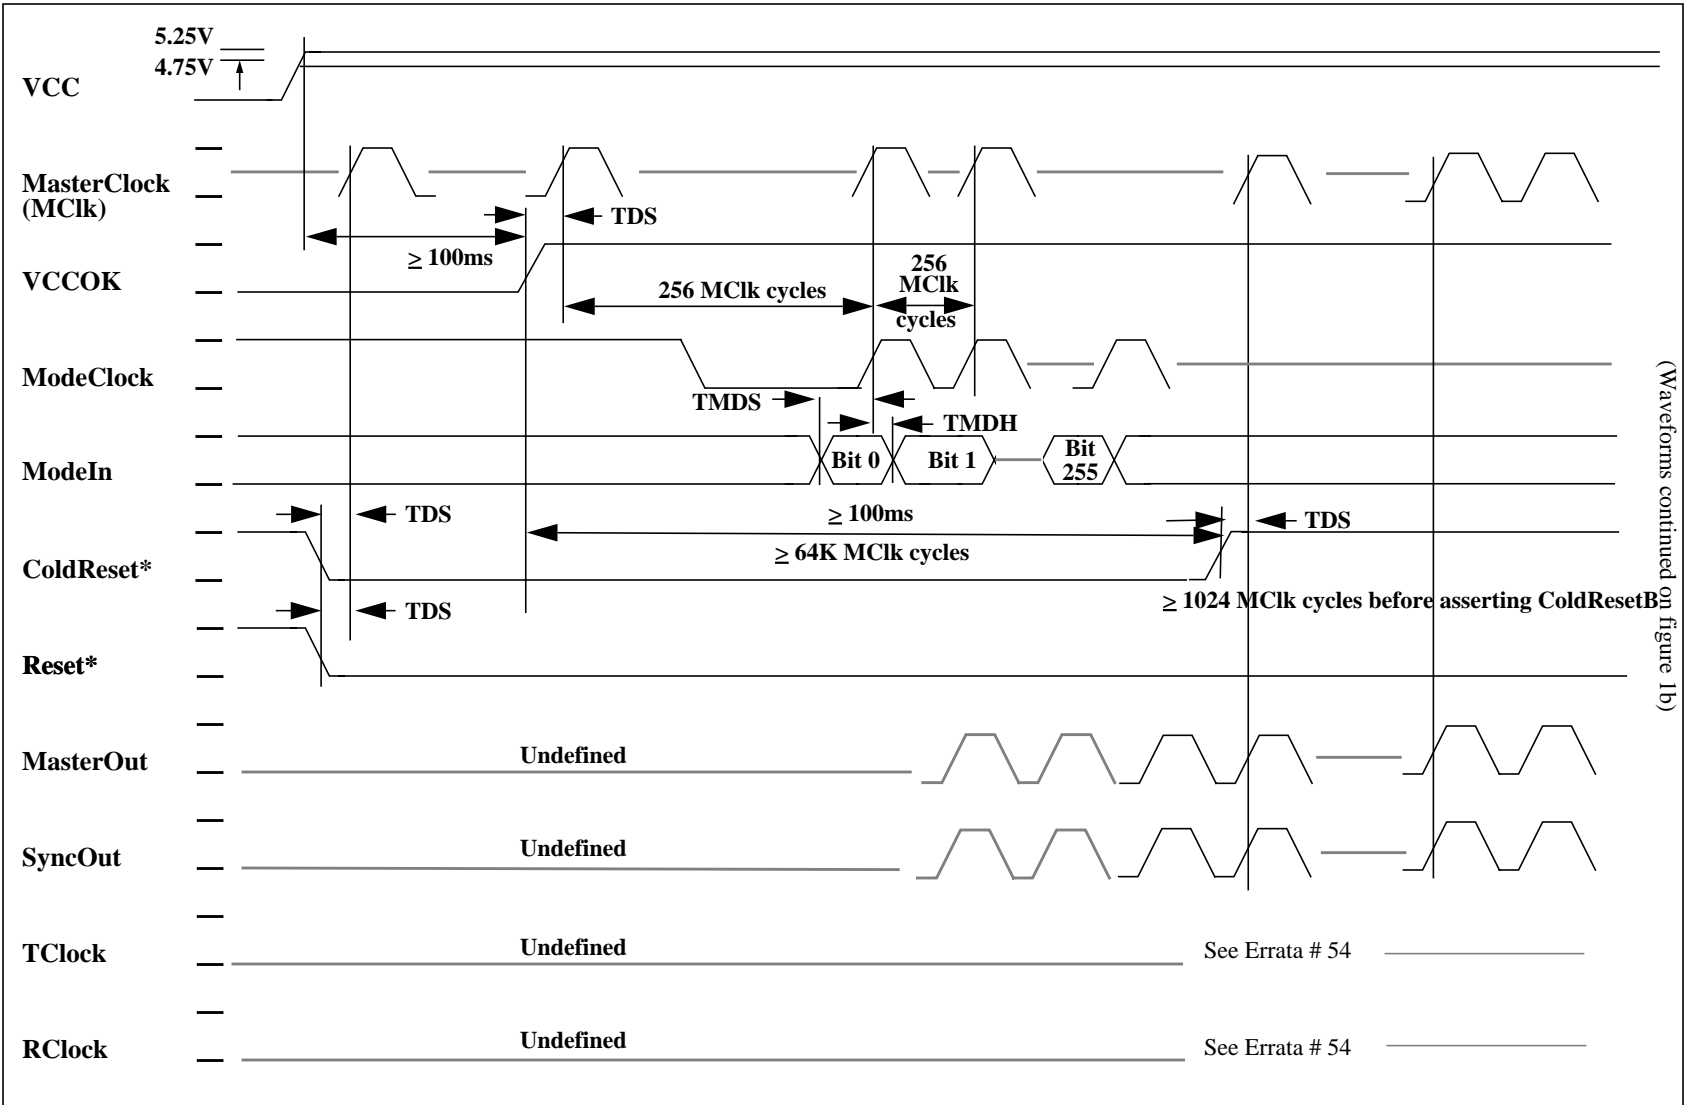 5.25V
4.75V
VCC
MasterClock
(MClk)
TDS
≥ 100ms
VCCOK
256 MClk cycles
256
MClk
cycles
ModeClock
TMDS
TMDH
ModeIn
Bit 0
Bit 1
Bit
255
TDS
≥ 100ms
TDS
≥ 64K MClk cycles
ColdReset*
≥ 1024 MClk cycles before asserting ColdResetB
TDS
Reset*
(Waveforms continued on figure 1b)
MasterOut
Undefined
SyncOut
Undefined
TClock
Undefined
See Errata # 54
RClock
Undefined
See Errata # 54